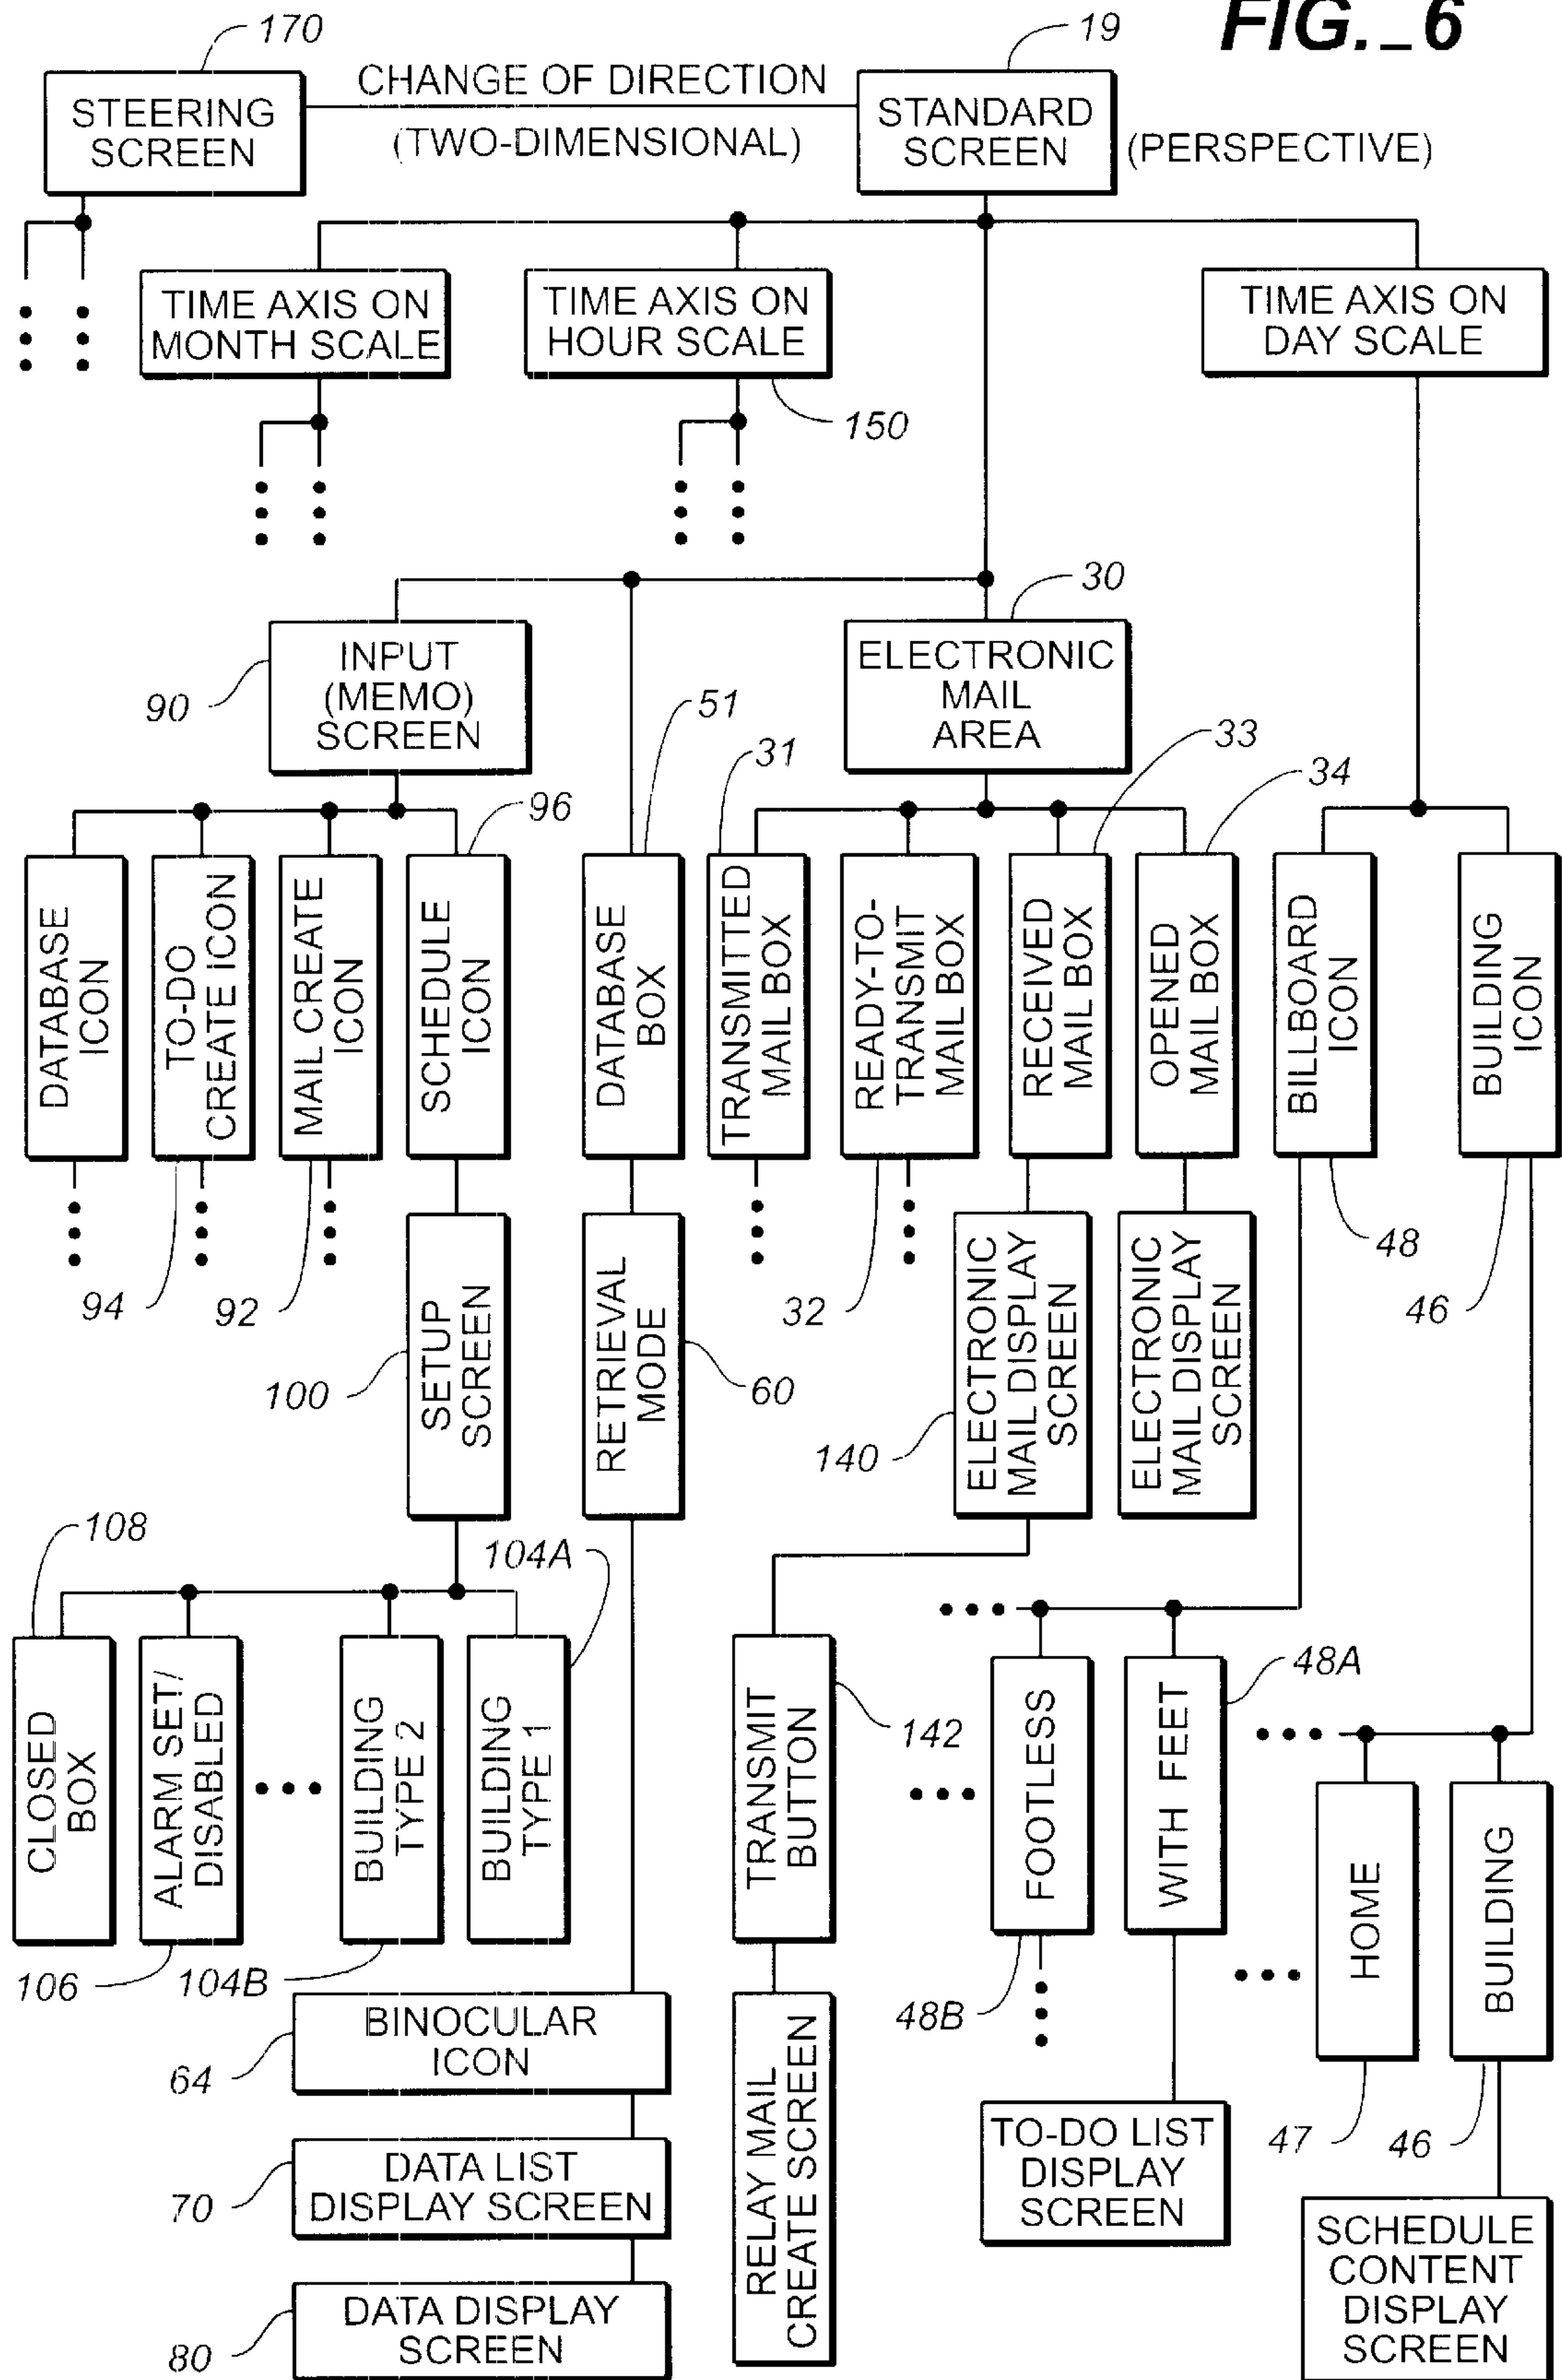 FIG._6
170
19
STEERING
SCREEN
CHANGE OF DIRECTION
(TWO-DIMENSIONAL)
STANDARD
SCREEN
(PERSPECTIVE)
TIME AXIS ON
MONTH SCALE
TIME AXIS ON
HOUR SCALE
TIME AXIS ON
DAY SCALE
150
30
INPUT
(MEMO)
SCREEN
90
ELECTRONIC
MAIL
AREA
51
31
33
34
96
DATABASE
ICON
TO-DO
CREATE ICON
MAIL CREATE
ICON
SCHEDULE
ICON
DATABASE
BOX
TRANSMITTED
MAIL BOX
READY-TO-
TRANSMIT
MAIL BOX
RECEIVED
MAIL BOX
OPENED
MAIL BOX
BILLBOARD
ICON
BUILDING
ICON
94
92
32
48
46
SETUP
SCREEN
100
RETRIEVAL
MODE
60
ELECTRONIC
MAIL DISPLAY
SCREEN
140
ELECTRONIC
MAIL DISPLAY
SCREEN
108
104A
CLOSED
BOX
ALARM SET/
DISABLED
BUILDING
TYPE 2
BUILDING
TYPE 1
TRANSMIT
BUTTON
142
FOOTLESS
WITH FEET
48A
HOME
BUILDING
106
104B
48B
BINOCULAR
ICON
64
RELAY MAIL
CREATE SCREEN
TO-DO LIST
DISPLAY
SCREEN
47
46
DATA LIST
DISPLAY SCREEN
70
SCHEDULE
CONTENT
DISPLAY
SCREEN
DATA DISPLAY
SCREEN
80